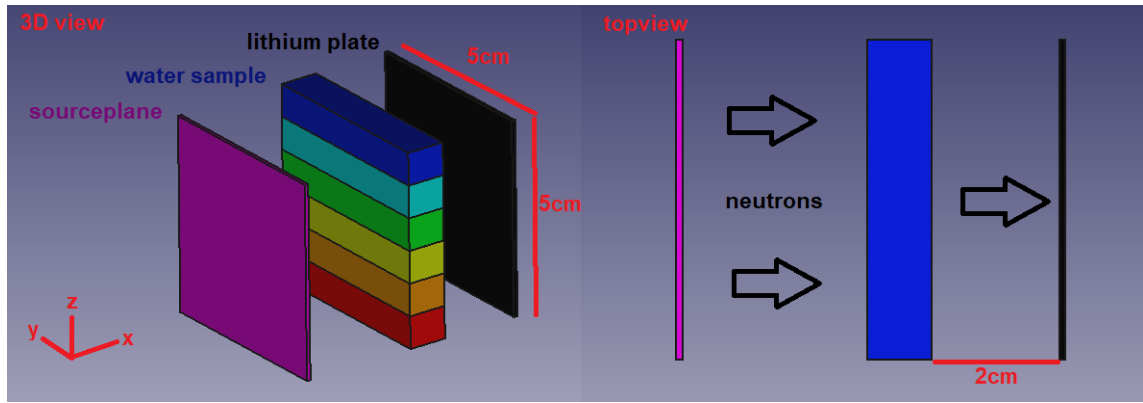 3D view
lithium plate
water sample
sourceplane
5cm
5cm
z
y
x
topview
neutrons
2cm